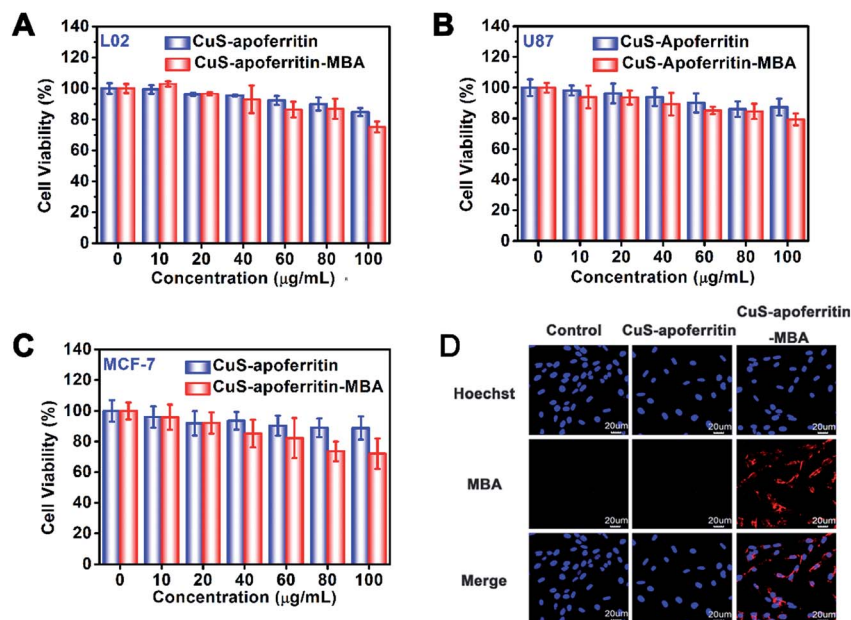 A
L02
CuS-apoferritin
CuS-apoferritin-MBA
Cell Viability (%)
140
120
100
80
60
40
20
0
0 10 20 40 60 80 100
Concentration (μg/mL)
B
U87
CuS-Apoferritin
CuS-Apoferritin-MBA
Cell Viability (%)
140
120
100
80
60
40
20
0
0 10 20 40 60 80 100
Concentration (μg/mL)
C
MCF-7
CuS-apoferritin
CuS-apoferritin-MBA
Cell Viability (%)
140
120
100
80
60
40
20
0
0 10 20 40 60 80 100
Concentration (μg/mL)
D
Control CuS-apoferritin CuS-apoferritin
-MBA
Hoechst
20um 20um 20um
MBA
20um 20um 20um
Merge
20um 20um 20um